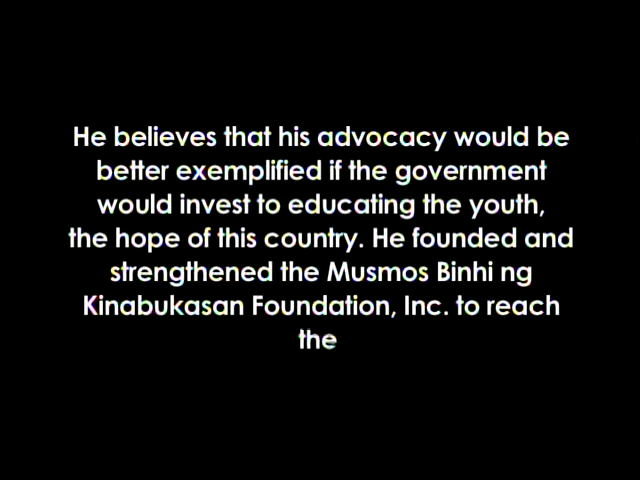 He believes that his advocacy would be
better exemplified if the government
would invest to educating the youth,
the hope of this country. He founded and
strengthened the Musmos Binhi ng
Kinabukasan Foundation, Inc. to reach
the